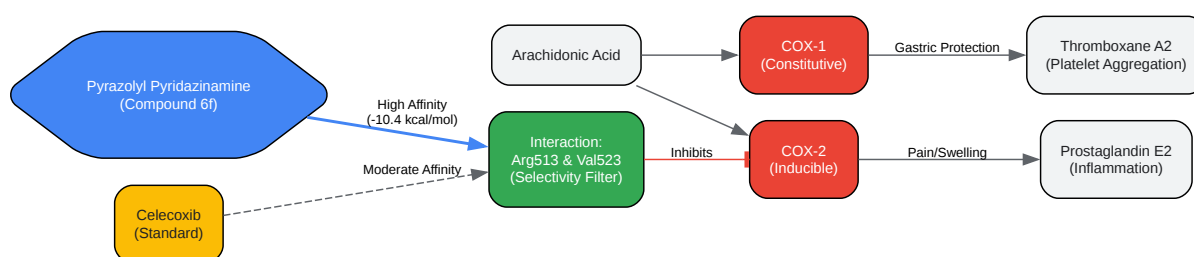 Pyrazolyl Pyridazinamine
(Compound 6f)
High Affinity
(-10.4 kcal/mol)
Celecoxib
(Standard)
Moderate Affinity
Arachidonic Acid
Interaction:
Arg513 & Val523
(Selectivity Filter)
Inhibits
COX-1
(Constitutive)
COX-2
(Inducible)
Gastric Protection
Pain/Swelling
Thromboxane A2
(Platelet Aggregation)
Prostaglandin E2
(Inflammation)